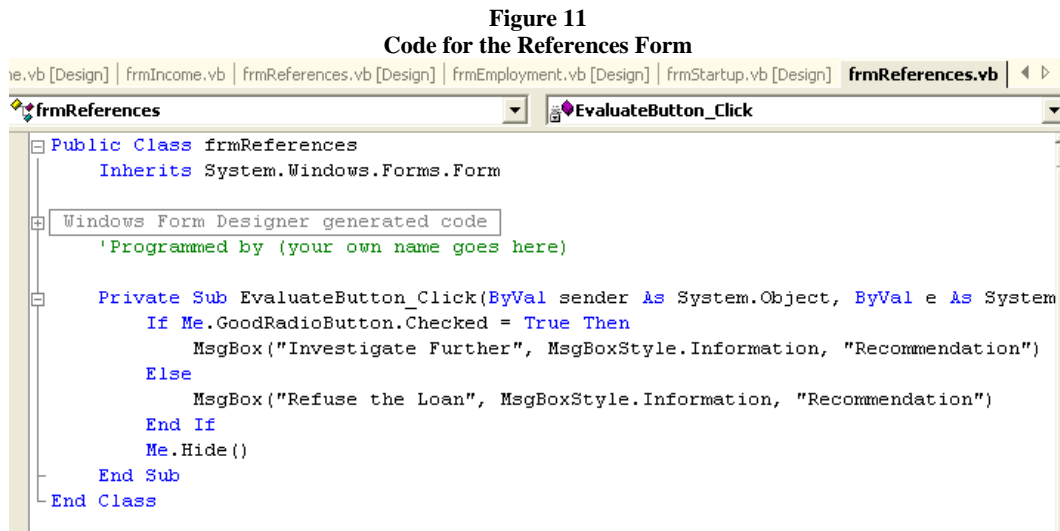 Figure 11
Code for the References Form
ne.vb [Design] | frmIncome.vb | frmReferences.vb [Design] | frmEmployment.vb [Design] | frmStartup.vb [Design] frmReferences.vb
frmReferences EvaluateButton_Click
Public Class frmReferences
Inherits System.Windows.Forms.Form
Windows Form Designer generated code
'Programmed by (your own name goes here)
Private Sub EvaluateButton_Click(ByVal sender As System.Object, ByVal e As System
If Me.GoodRadioButton.Checked = True Then
MsgBox("Investigate Further", MsgBoxStyle.Information, "Recommendation")
Else
MsgBox("Refuse the Loan", MsgBoxStyle.Information, "Recommendation")
End If
Me.Hide()
End Sub
End Class